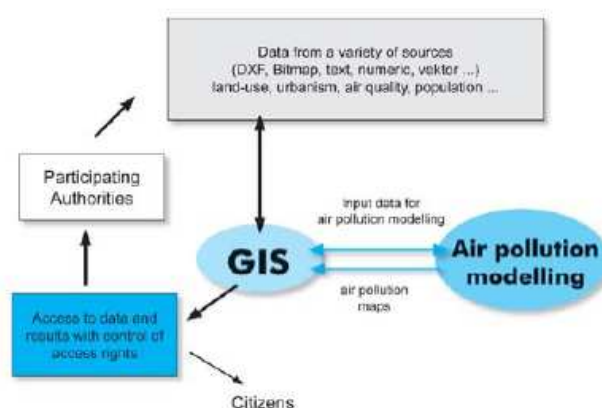 Data from a variety of sources
(DXF, Bitmap, text, numeric, vektor ...)
land-use, urbanism, air quality, population ...
Participating
Authorities
Input data for
air pollution modelling
GIS
Air pollution
modelling
air pollution
maps
Access to data and
results with control of
access rights
Citizens